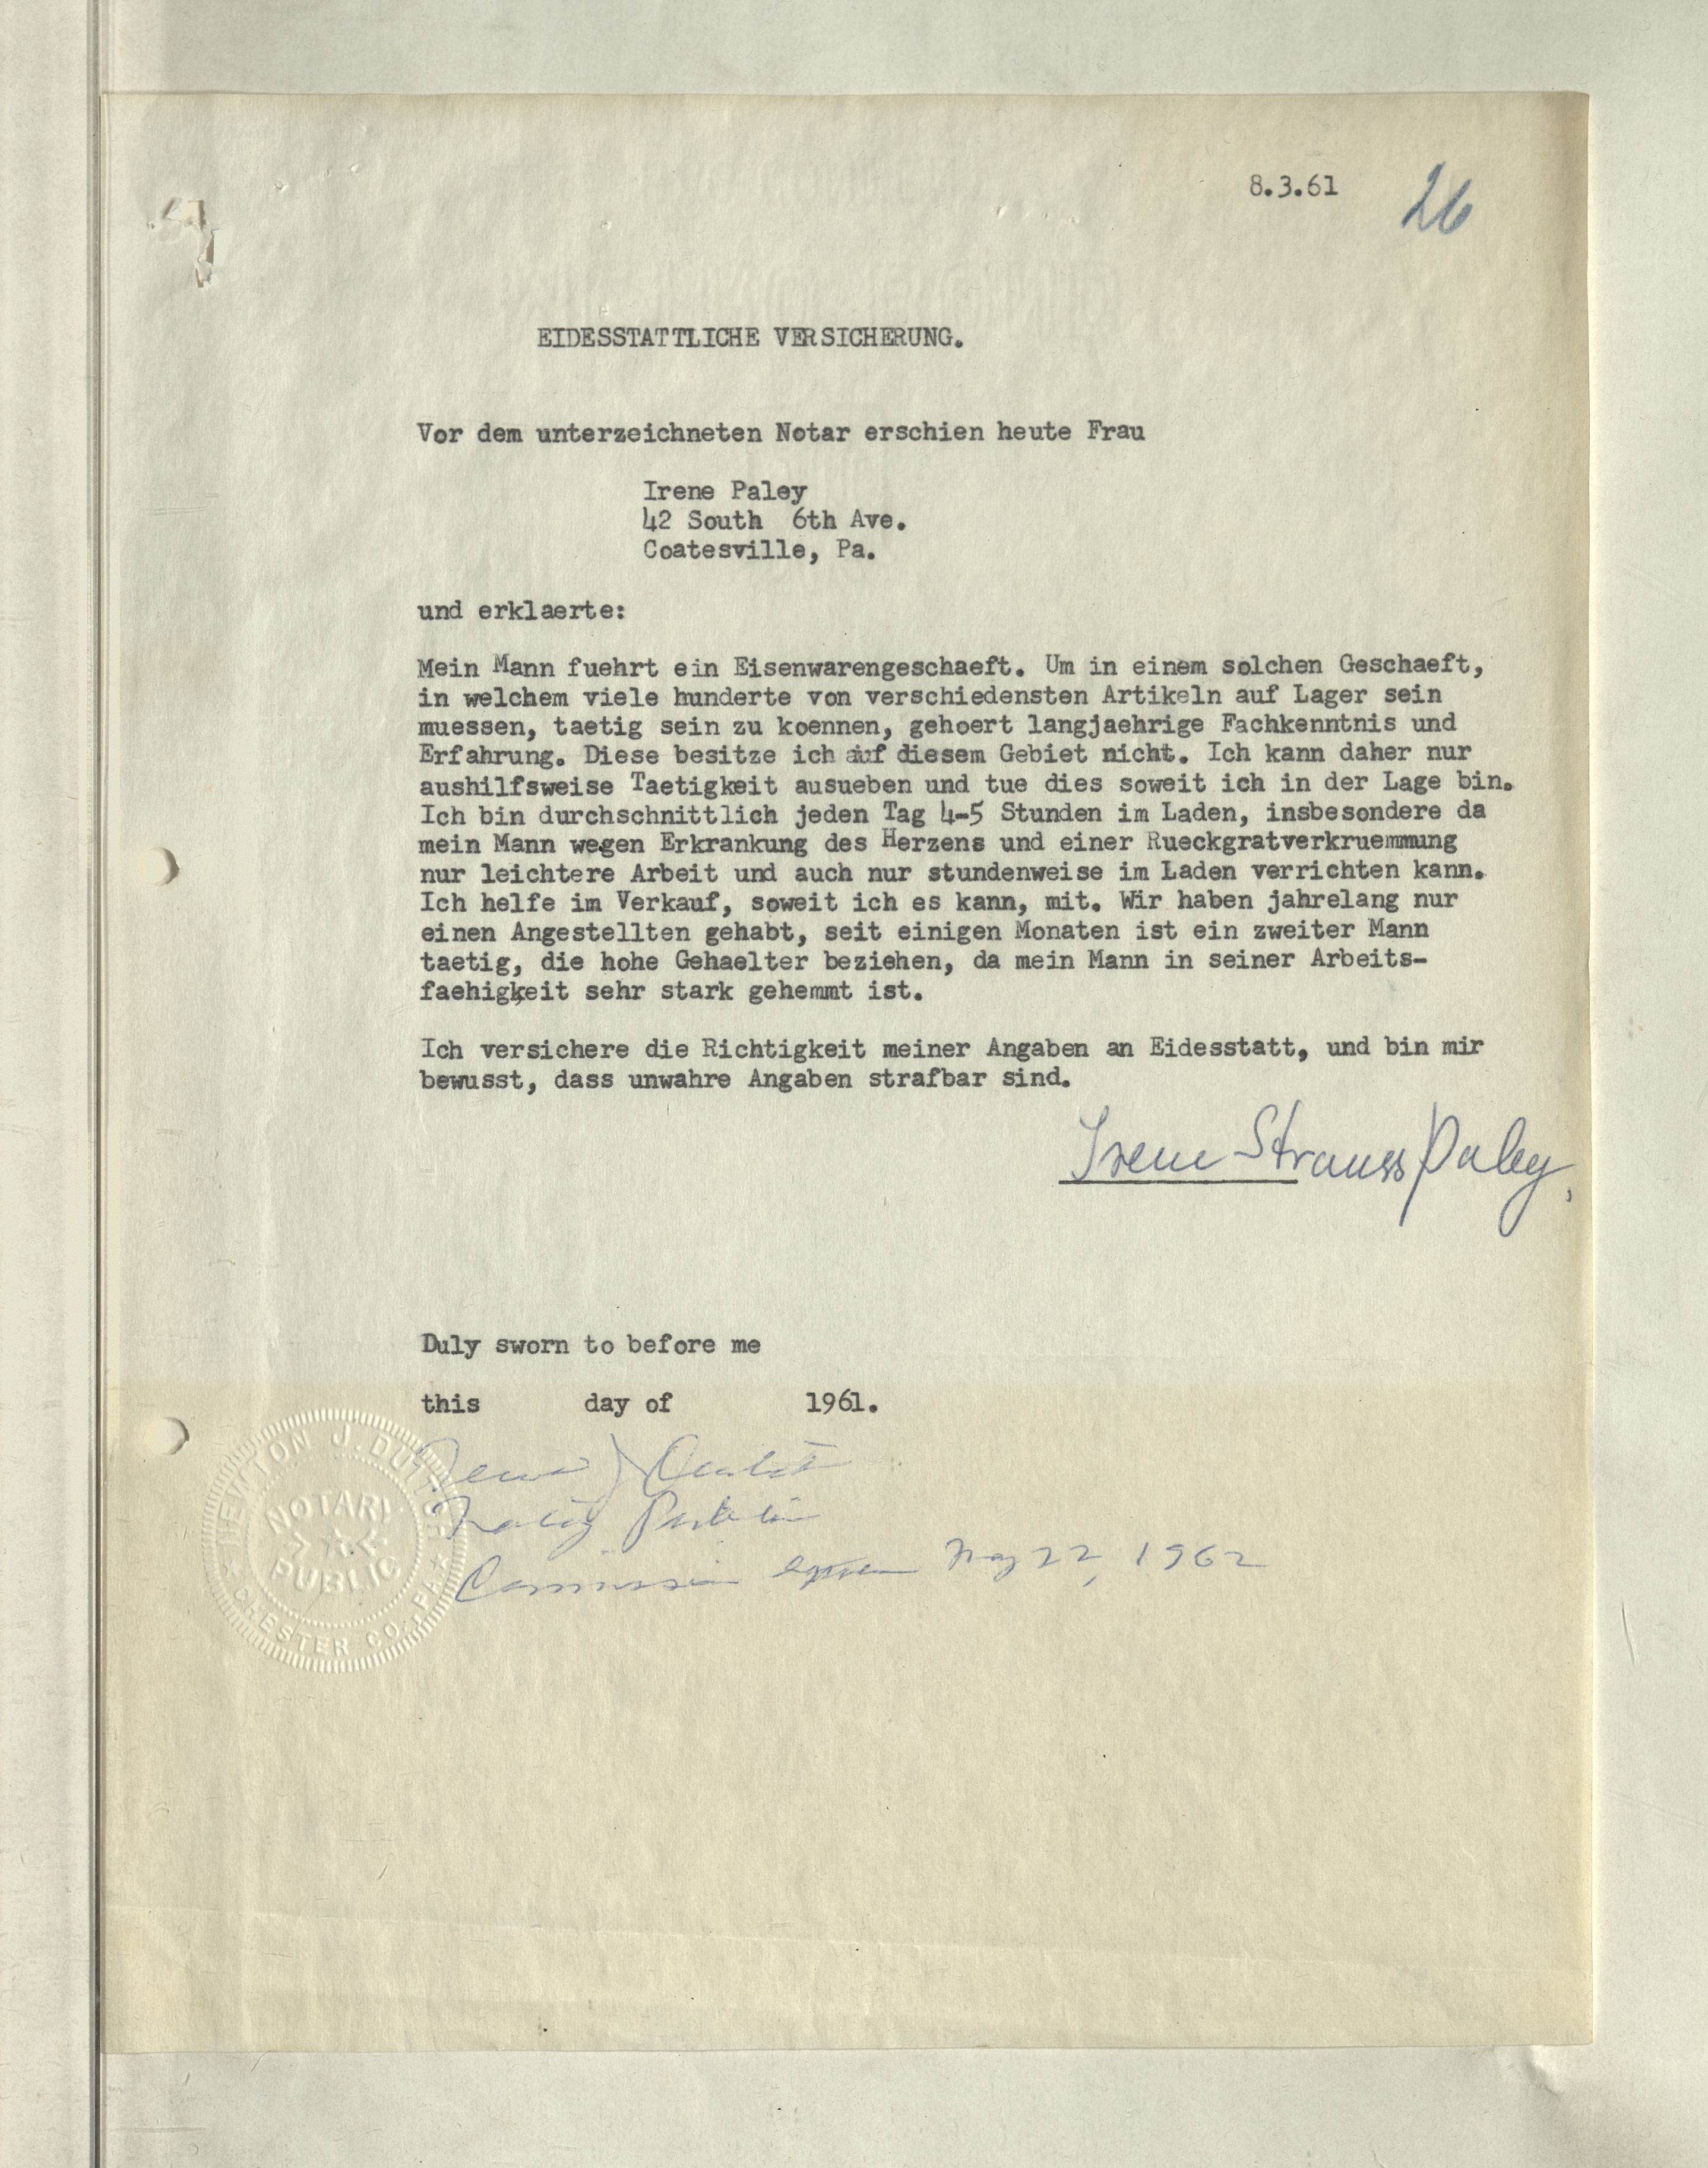 8.3.61
26
EIDESSTATTLICHE VERSICHERUNG.
Vor dem unterzeichneten Notar erschien heute Frau
Irene Paley
42 South 6th Ave.
Coatesville, Pa.
und erklaerte:
Mein Mann fuehrt ein Eisenwarengeschaeft. Um in einem solchen Geschaeft,
in welchem viele hunderte von verschiedensten Artikeln auf Lager sein
muessen, taetig sein zu koennen, gehoert langjaehrige Fachkenntnis und
Erfahrung. Diese besitze ich auf diesem Gebiet nicht. Ich kann daher nur
aushilfsweise Taetigkeit ausueben und tue dies soweit ich in der Lage bin.
Ich bin durchschnittlich jeden Tag 4-5 Stunden im Laden, insbesondere da
mein Mann wegen Erkrankung des Herzens und einer Rueckgratverkruemmung
nur leichtere Arbeit und auch nur stundenweise im Laden verrichten kann.
Ich helfe im Verkauf, soweit ich es kann, mit. Wir haben jahrelang nur
einen Angestellten gehabt, seit einigen Monaten ist ein zweiter Mann
taetig, die hohe Gehaelter beziehen, da mein Mann in seiner Arbeits-
faehigkeit sehr stark gehemmt ist.
Ich versichere die Richtigkeit meiner Angaben an Eidesstatt, und bin mir
bewusst, dass unwahre Angaben strafbar sind.
Irene Strauss Paley
Duly sworn to before me
this day of 1961.
Notary Public
Commission expires May 22, 1962
NEWTON J.
NOTARY
PUBLIC
CHESTER CO., PA.